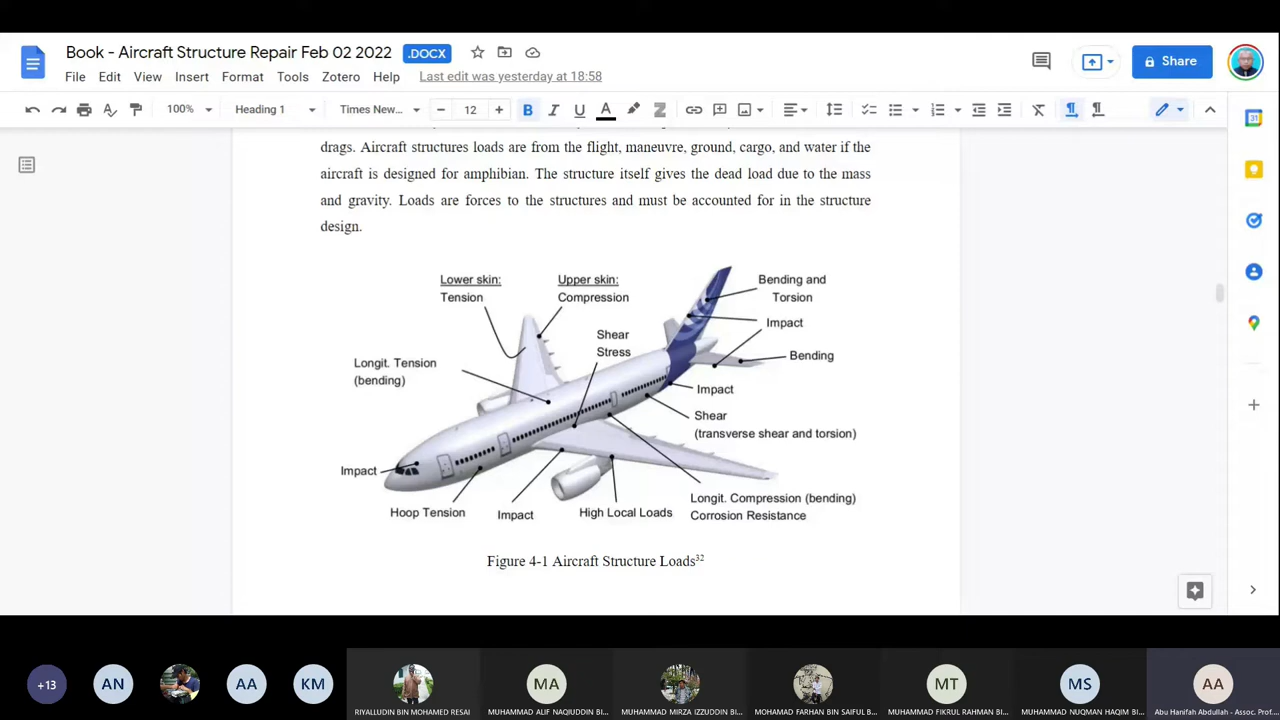 Book - Aircraft Structure Repair Feb 02 2022 .DOCX
Share
File Edit View Insert Format Tools Zotero Help Last edit was yesterday at 18:58
100% Heading 1 Times New... 12 B I U A
31
drags. Aircraft structures loads are from the flight, maneuvre, ground, cargo, and water if the
aircraft is designed for amphibian. The structure itself gives the dead load due to the mass
and gravity. Loads are forces to the structures and must be accounted for in the structure
design.
Lower skin:
Tension
Upper skin:
Compression
Bending and
Torsion
Impact
Shear
Stress
Bending
Longit. Tension
(bending)
Impact
Shear
(transverse shear and torsion)
Impact
Hoop Tension
Impact
High Local Loads
Longit. Compression (bending)
Corrosion Resistance
Figure 4-1 Aircraft Structure Loads32
+13 AN AA KM MA MT MS AA
RIYALLUDIN BIN MOHAMED RESAI
MUHAMMAD ALIF NAQIUDDIN BI...
MUHAMMAD MIRZA IZZUDDIN BI...
MOHAMAD FARHAN BIN SAIFUL B...
MUHAMMAD FIKRUL RAHMAN BI...
MUHAMMAD NUQMAN HAQIM BI...
Abu Hanifah Abdullah - Assoc. Prof...